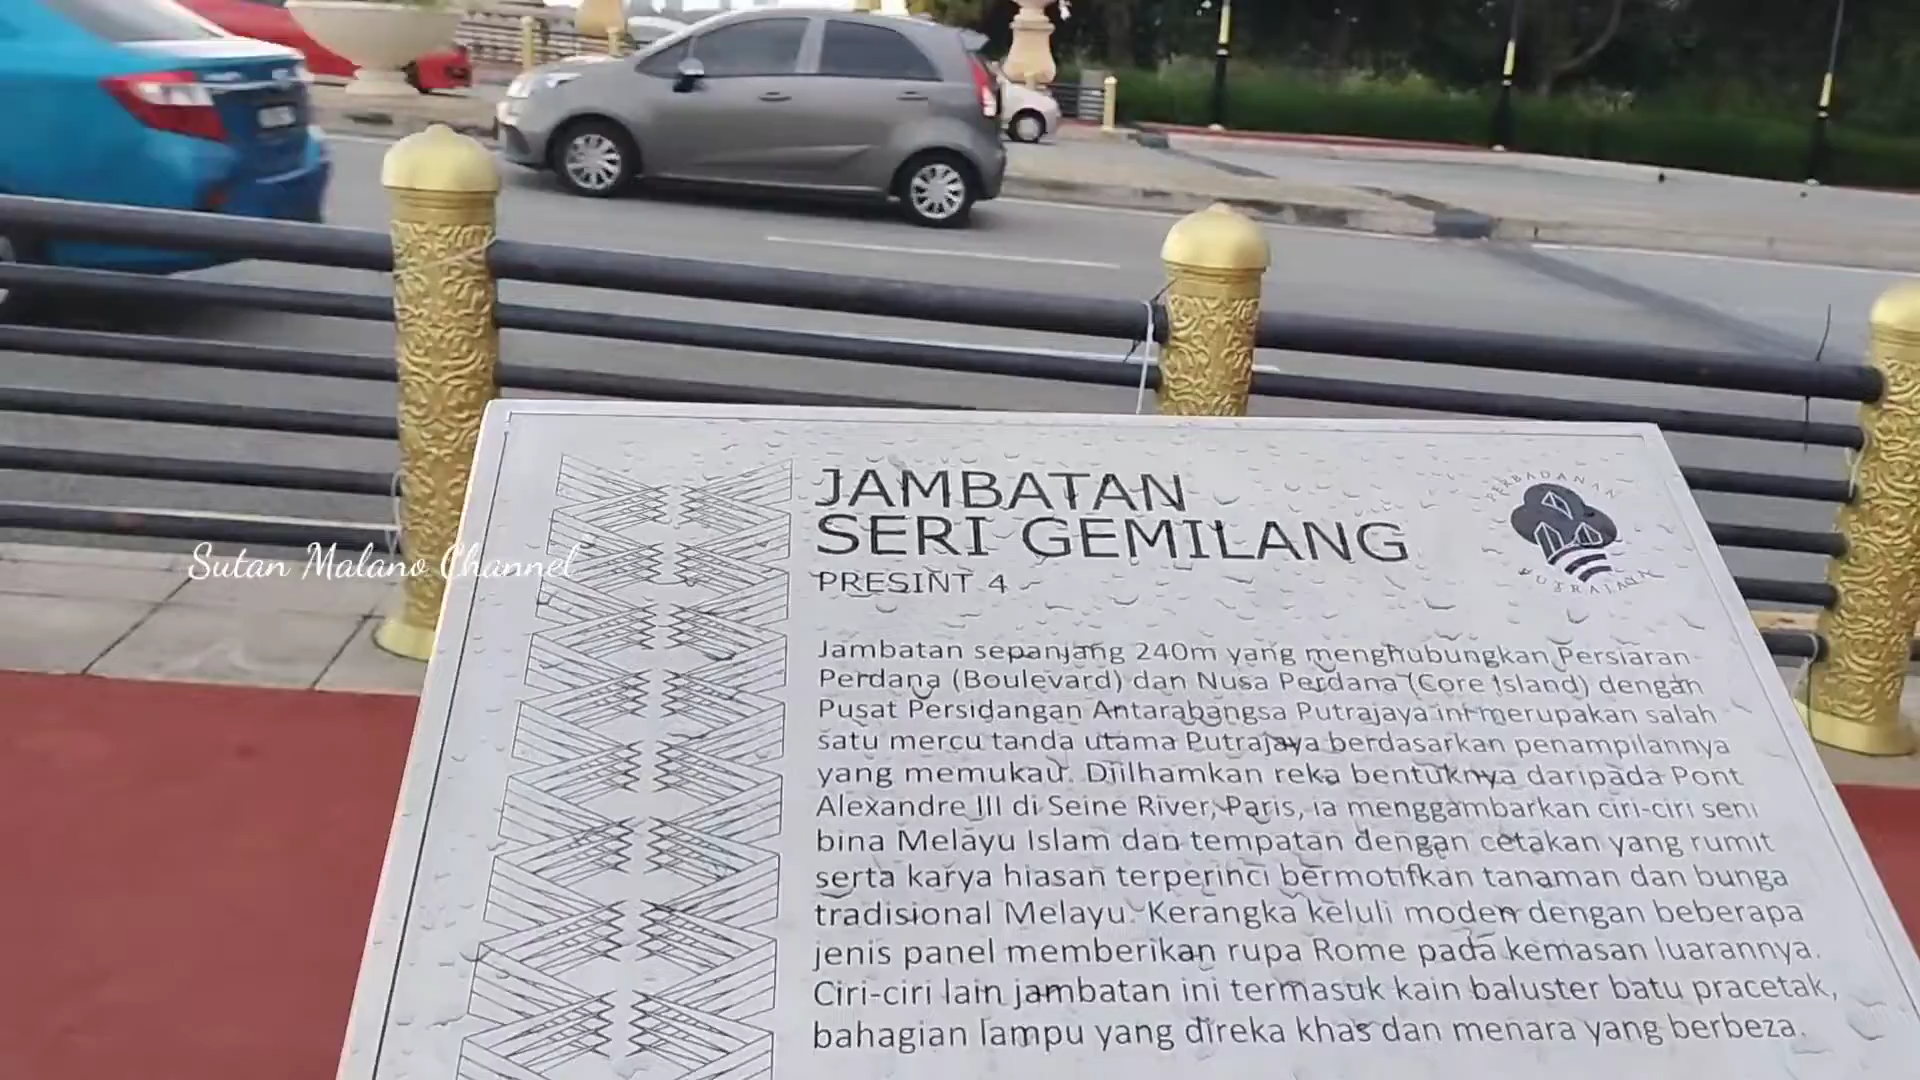 JAMBATAN
SERI GEMILANG
PRESINT 4
PERBADANAN
PUTRAJAYA
Jambatan sepanjang 240m yang menghubungkan Persiaran
Perdana (Boulevard) dan Nusa Perdana (Core Island) dengan
Pusat Persidangan Antarabangsa Putrajaya ini merupakan salah
satu mercu tanda utama Putrajaya berdasarkan penampilannya
yang memukau. Diilhamkan reka bentuknya daripada Pont
Alexandre III di Seine River, Paris, ia menggambarkan ciri-ciri seni
bina Melayu Islam dan tempatan dengan cetakan yang rumit
serta karya hiasan terperinci bermotifkan tanaman dan bunga
tradisional Melayu. Kerangka keluli moden dengan beberapa
jenis panel memberikan rupa Rome pada kemasan luarannya.
Ciri-ciri lain jambatan ini termasuk kain baluster batu pracetak,
bahagian lampu yang direka khas dan menara yang berbeza.
Sutan Malano Channel